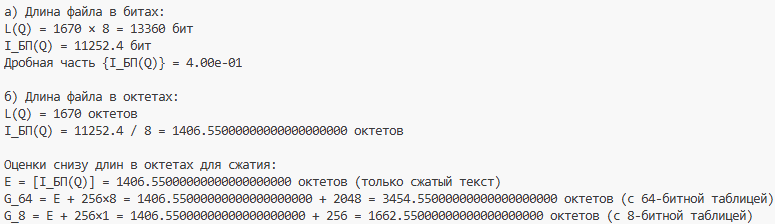 а) Длина файла в битах:
L(Q) = 1670 × 8 = 13360 бит
I_БП(Q) = 11252.4 бит
Дробная часть {I_БП(Q)} = 4.00e-01
б) Длина файла в октетах:
L(Q) = 1670 октетов
I_БП(Q) = 11252.4 / 8 = 1406.55000000000000000000 октетов
Оценки снизу длин в октетах для сжатия:
E = [I_БП(Q)] = 1406.55000000000000000000 октетов (только сжатый текст)
G_64 = E + 256×8 = 1406.55000000000000000000 + 2048 = 3454.55000000000000000000 октетов (с 64-битной таблицей)
G_8 = E + 256×1 = 1406.55000000000000000000 + 256 = 1662.55000000000000000000 октетов (с 8-битной таблицей)